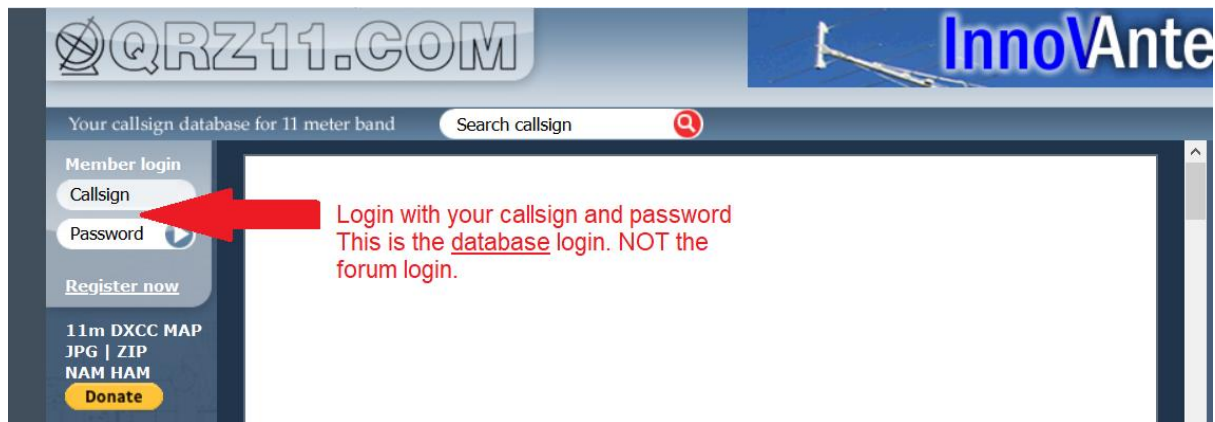 QRZ11.COM
InnoVAnte
Your callsign database for 11 meter band
Search callsign
Member login
Callsign
Password
Register now
11m DXCC MAP
JPG | ZIP
NAM HAM
Donate
Login with your callsign and password
This is the database login. NOT the
forum login.